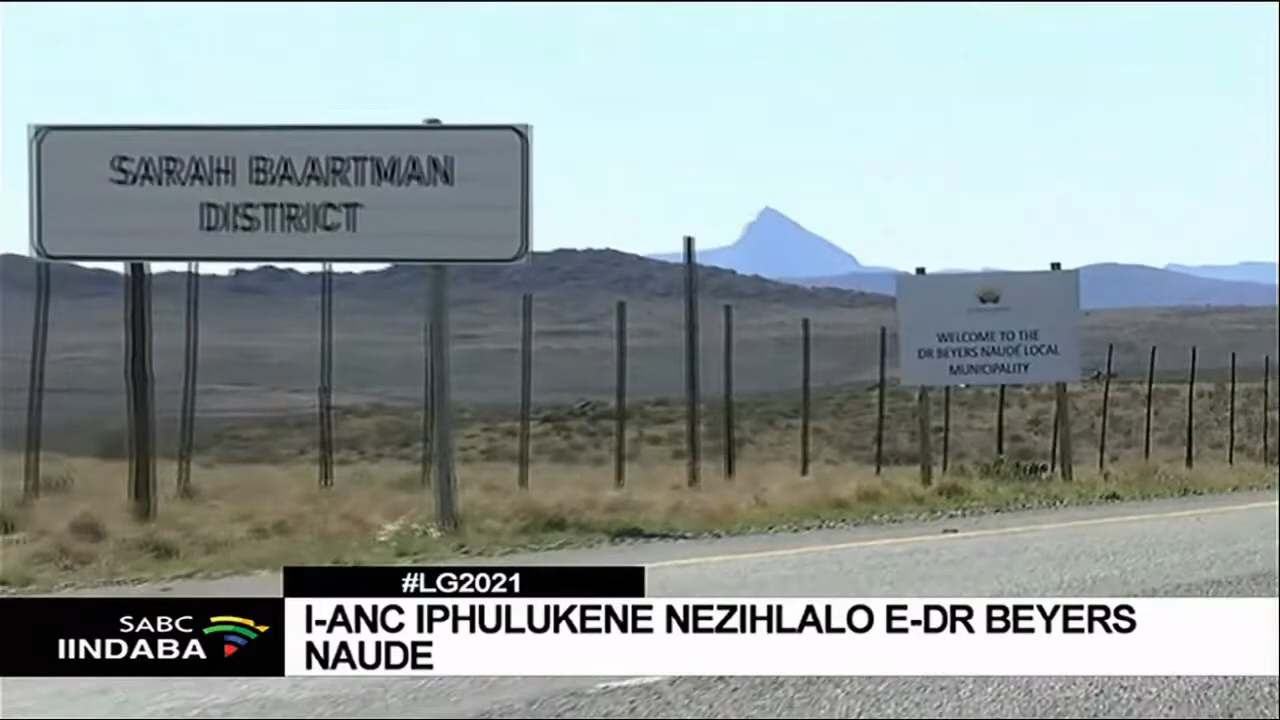 SARAH BAARTMAN
DISTRICT
WELCOME TO THE
DR BEYERS NAUDÉ LOCAL
MUNICIPALITY
#LG2021
SABC
IINDABA
I-ANC IPHULUKENE NEZIHLALO E-DR BEYERS
NAUDE